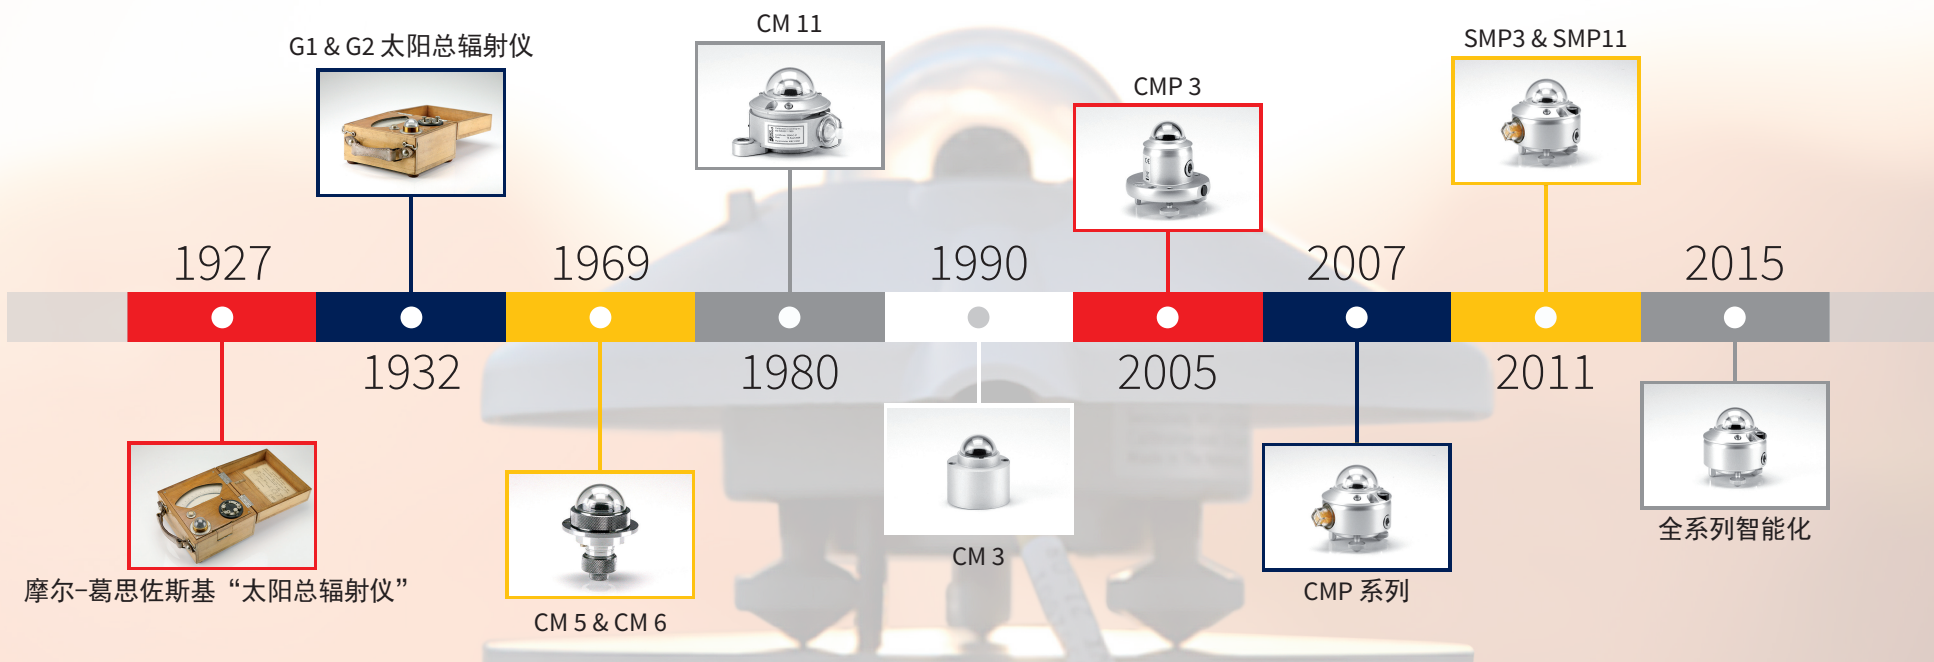 CM 11
G1 & G2 太阳总辐射仪
SMP3 & SMP11
CMP 3
1927
1969
1990
2007
2015
1932
1980
2005
2011
全系列智能化
CM 3
摩尔-葛思佐斯基“太阳总辐射仪”
CMP 系列
CM 5 & CM 6